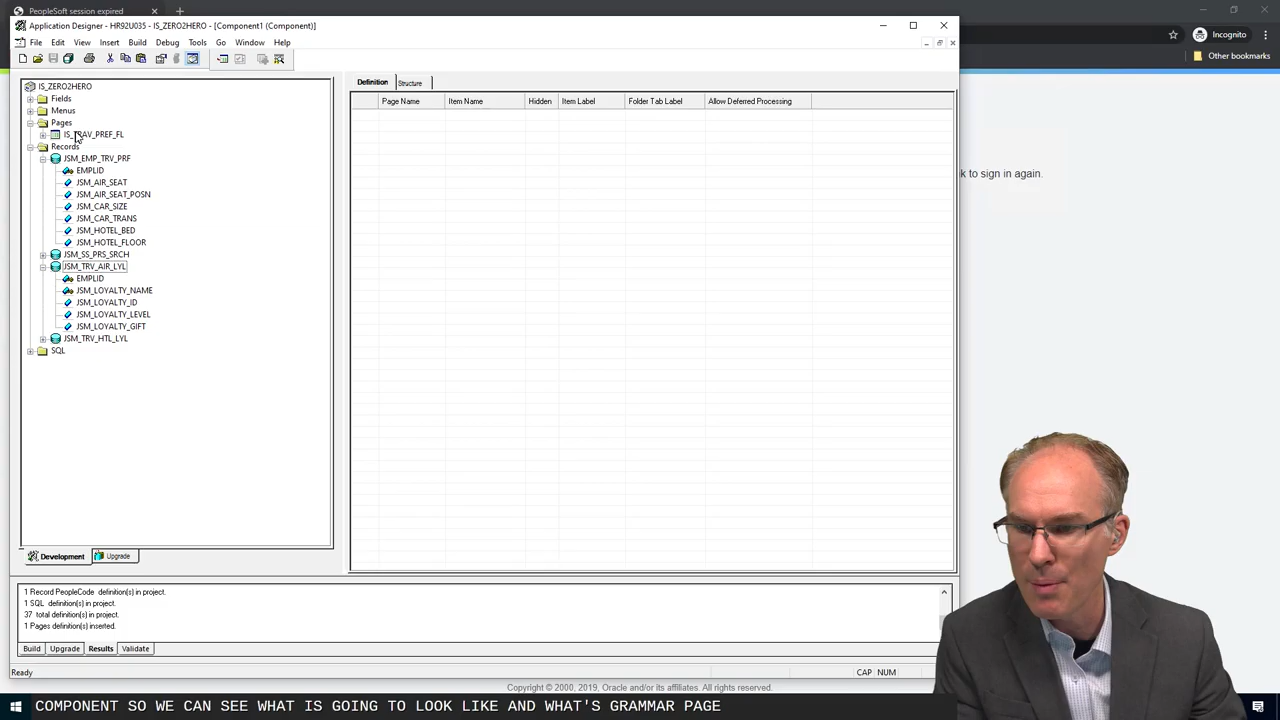 PeopleSoft session expired
Application Designer - HR92U035 - IS_ZERO2HERO - [Component1 (Component)]
Incognito
File Edit View Insert Build Debug Tools Go Window Help
Other bookmarks
IS_ZERO2HERO
Fields
Menus
Pages
IS_TRAV_PREF_FL
Records
JSM_EMP_TRV_PRF
EMPLID
JSM_AIR_SEAT
JSM_AIR_SEAT_POSN
JSM_CAR_SIZE
JSM_CAR_TRANS
JSM_HOTEL_BED
JSM_HOTEL_FLOOR
JSM_SS_PRS_SRCH
JSM_TRV_AIR_LYL
EMPLID
JSM_LOYALTY_NAME
JSM_LOYALTY_ID
JSM_LOYALTY_LEVEL
JSM_LOYALTY_GIFT
JSM_TRV_HTL_LYL
SQL
Development Upgrade
Definition Structure
Page Name Item Name Hidden Item Label Folder Tab Label Allow Deferred Processing
k to sign in again.
1 Record PeopleCode definition(s) in project.
1 SQL definition(s) in project.
37 total definition(s) in project.
1 Pages definition(s) inserted.
Build Upgrade Results Validate
Ready CAP NUM
Copyright © 2000, 2019, Oracle and/or its affiliates. All rights reserved.
COMPONENT SO WE CAN SEE WHAT IS GOING TO LOOK LIKE AND WHAT'S GRAMMAR PAGE